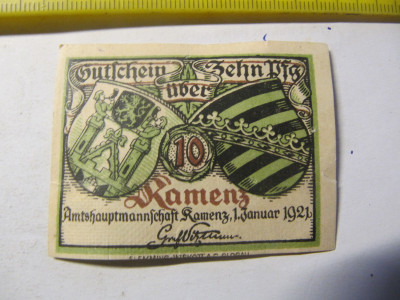 Gutschein Zehn Pfg
über
10
Kamenz
Amtshauptmannschaft Kamenz, 1. Januar 1921